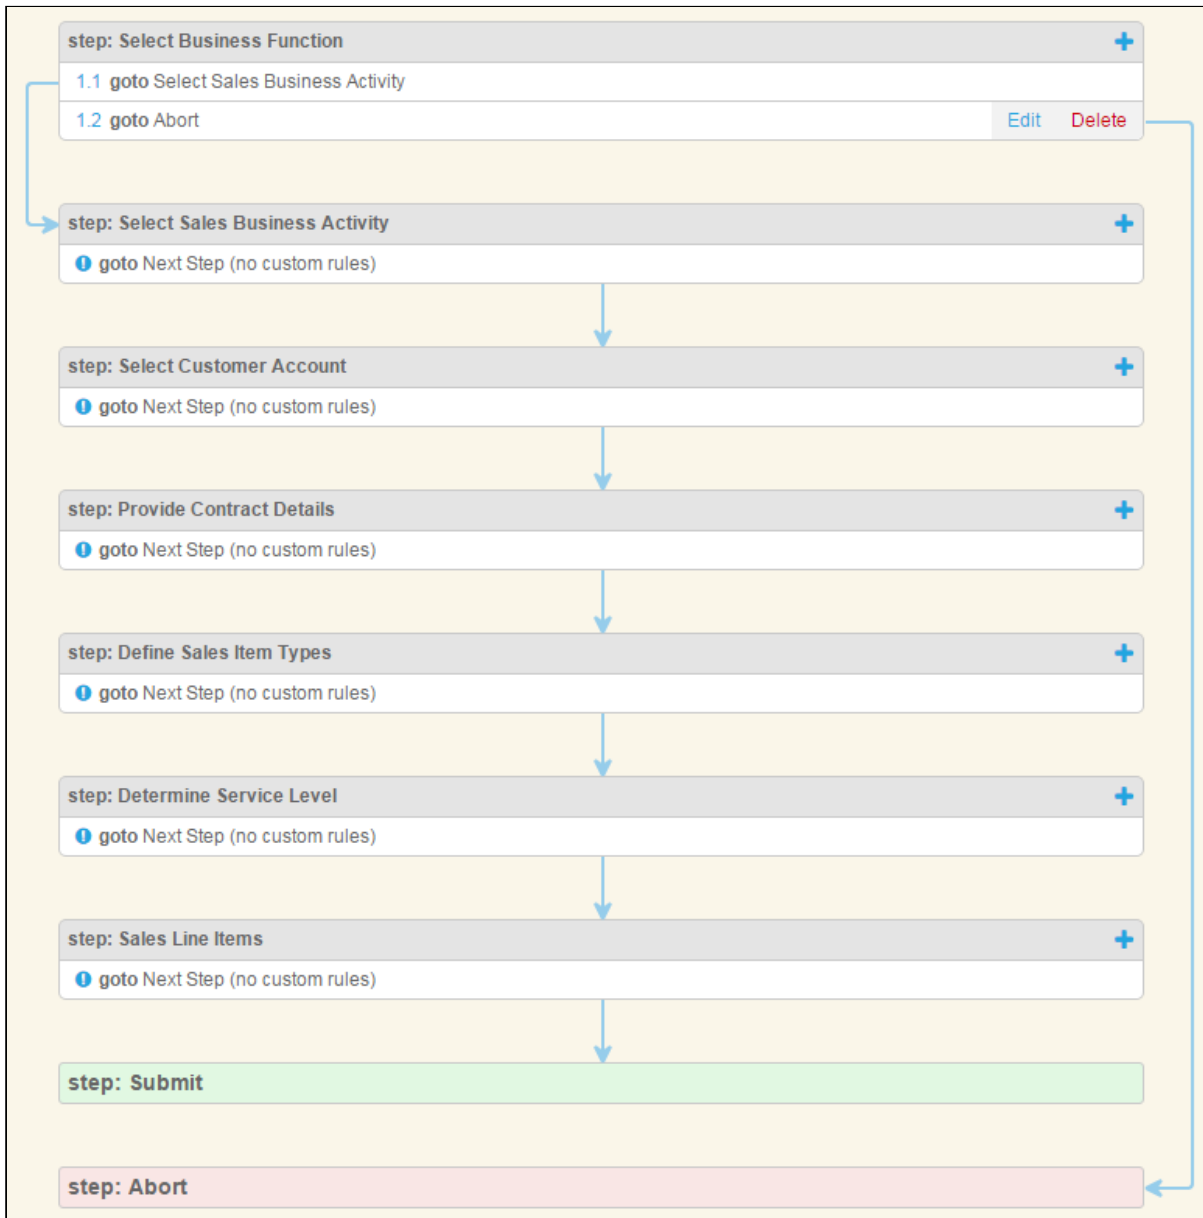 step: Select Business Function
1.1 goto Select Sales Business Activity
1.2 goto Abort Edit Delete
step: Select Sales Business Activity
goto Next Step (no custom rules)
step: Select Customer Account
goto Next Step (no custom rules)
step: Provide Contract Details
goto Next Step (no custom rules)
step: Define Sales Item Types
goto Next Step (no custom rules)
step: Determine Service Level
goto Next Step (no custom rules)
step: Sales Line Items
goto Next Step (no custom rules)
step: Submit
step: Abort